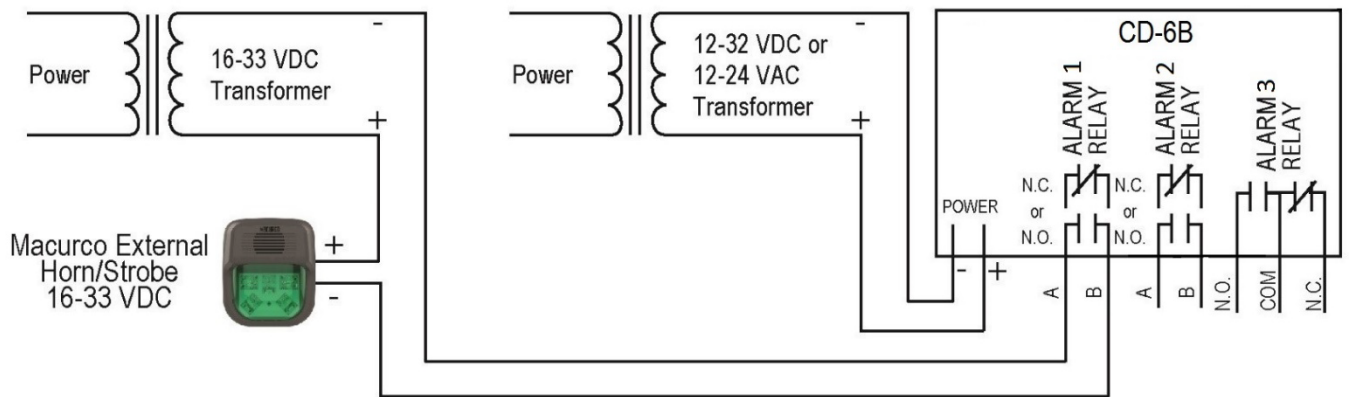 -
Power
16-33 VDC
Transformer
+
-
Power
12-32 VDC or
12-24 VAC
Transformer
+
CD-6B
ALARM 1
RELAY
ALARM 2
RELAY
ALARM 3
RELAY
N.C.
or
N.O.
N.C.
or
N.O.
POWER
-
+
A
B
A
B
N.O.
COM
N.C.
Macurco External
Horn/Strobe
16-33 VDC
+
-